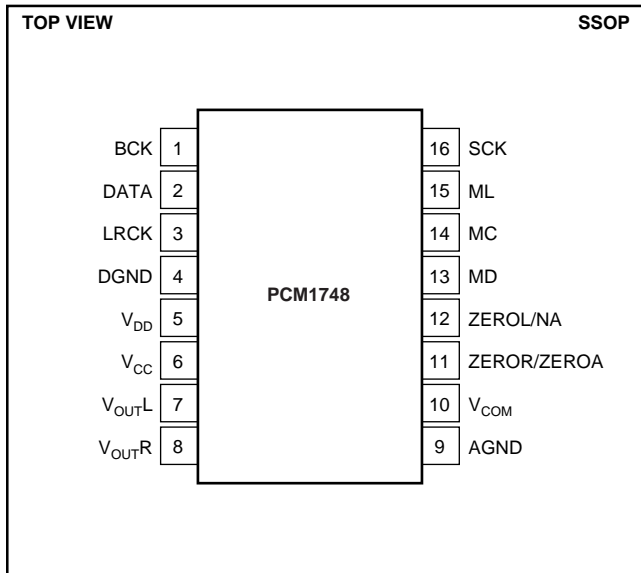 TOP VIEW SSOP
BCK 1 16 SCK
DATA 2 15 ML
LRCK 3 14 MC
DGND 4 13 MD
PCM1748
VDD 5 12 ZEROL/NA
VCC 6 11 ZEROR/ZEROA
VOUTL 7 10 VCOM
VOUTR 8 9 AGND